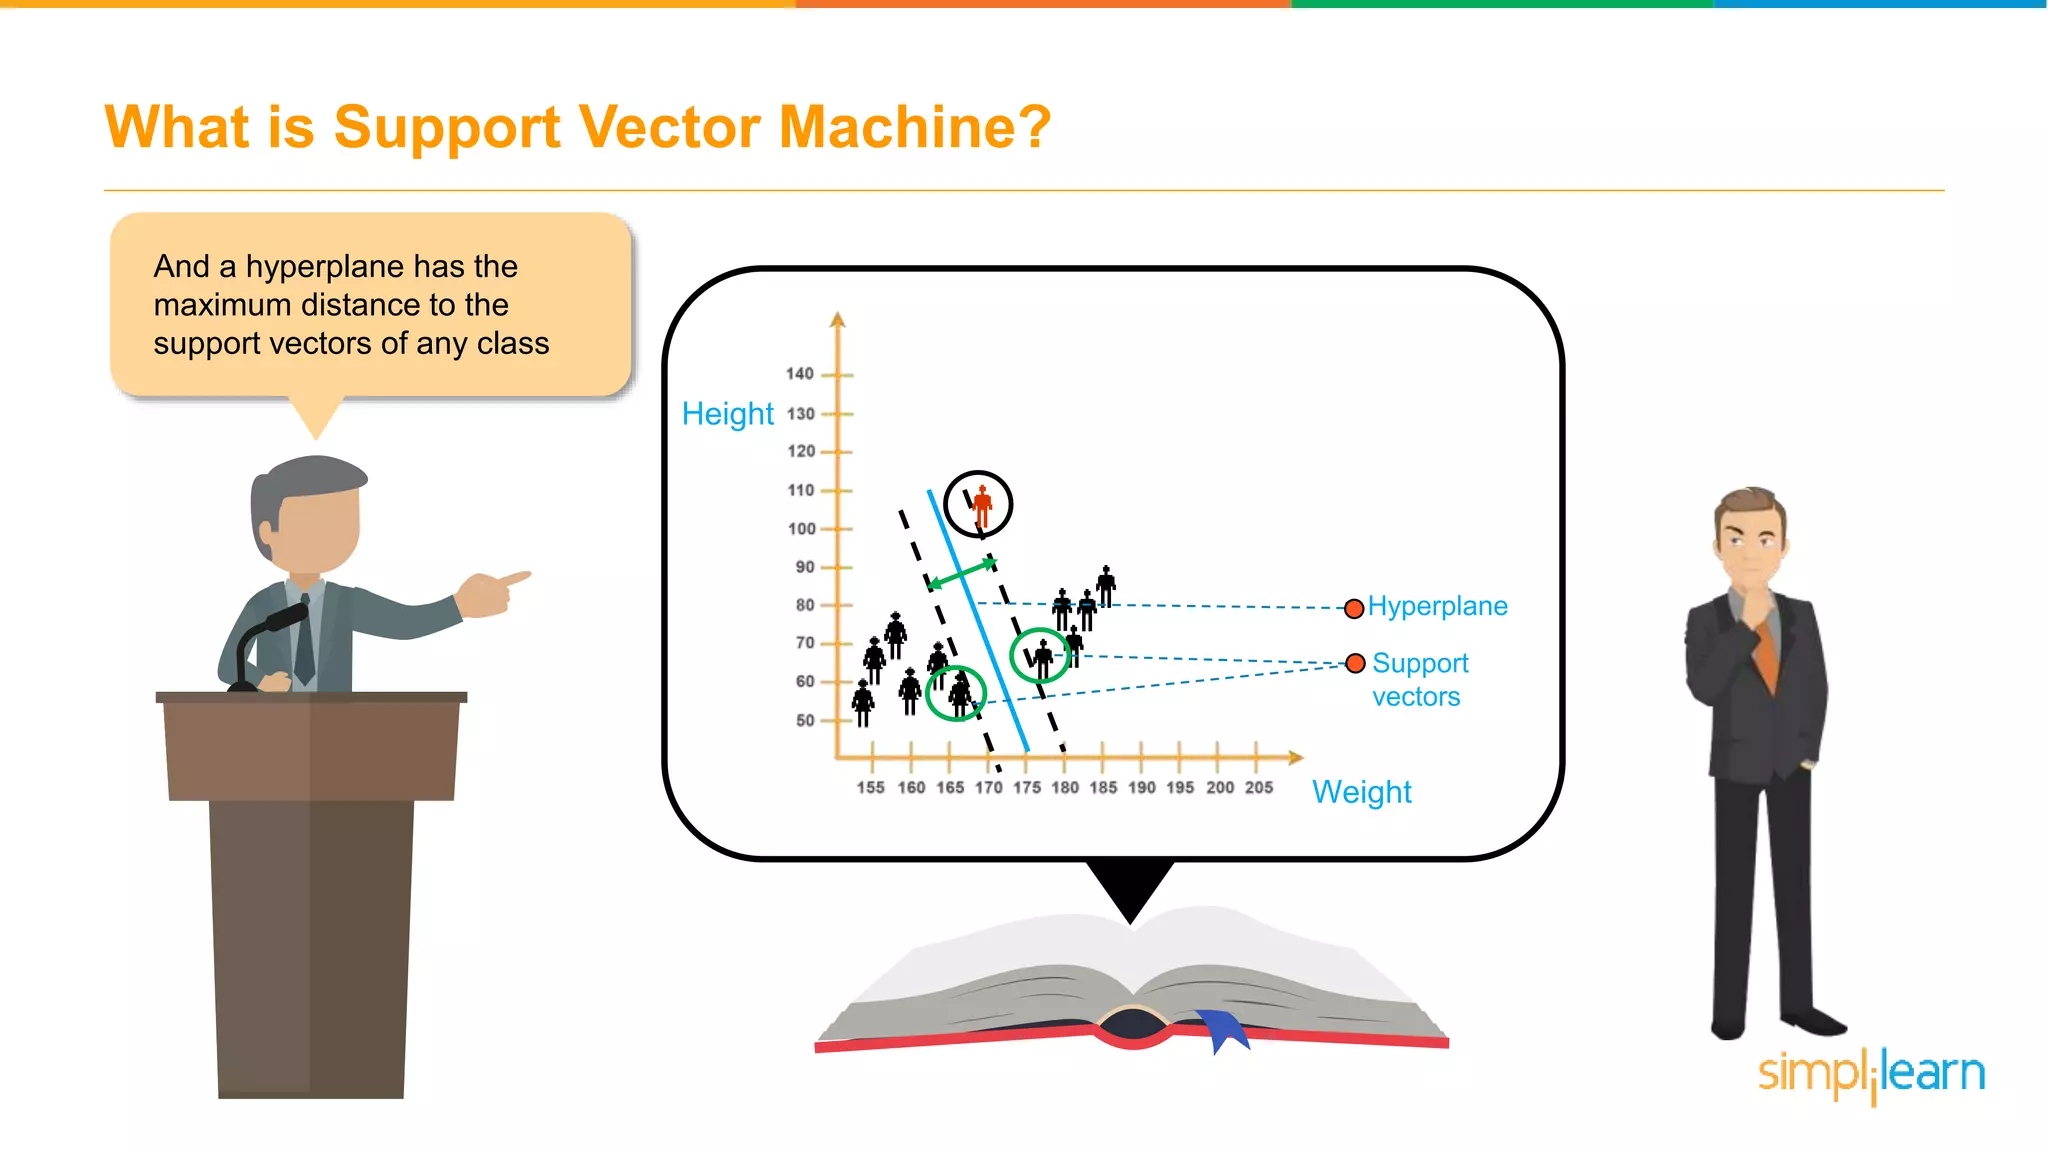 What is Support Vector Machine?
And a hyperplane has the
maximum distance to the
support vectors of any class
Height
140
130
120
110
100
90
80
70
60
50
155 160 165 170 175 180 185 190 195 200 205
Weight
Hyperplane
Support
vectors
simplilearn